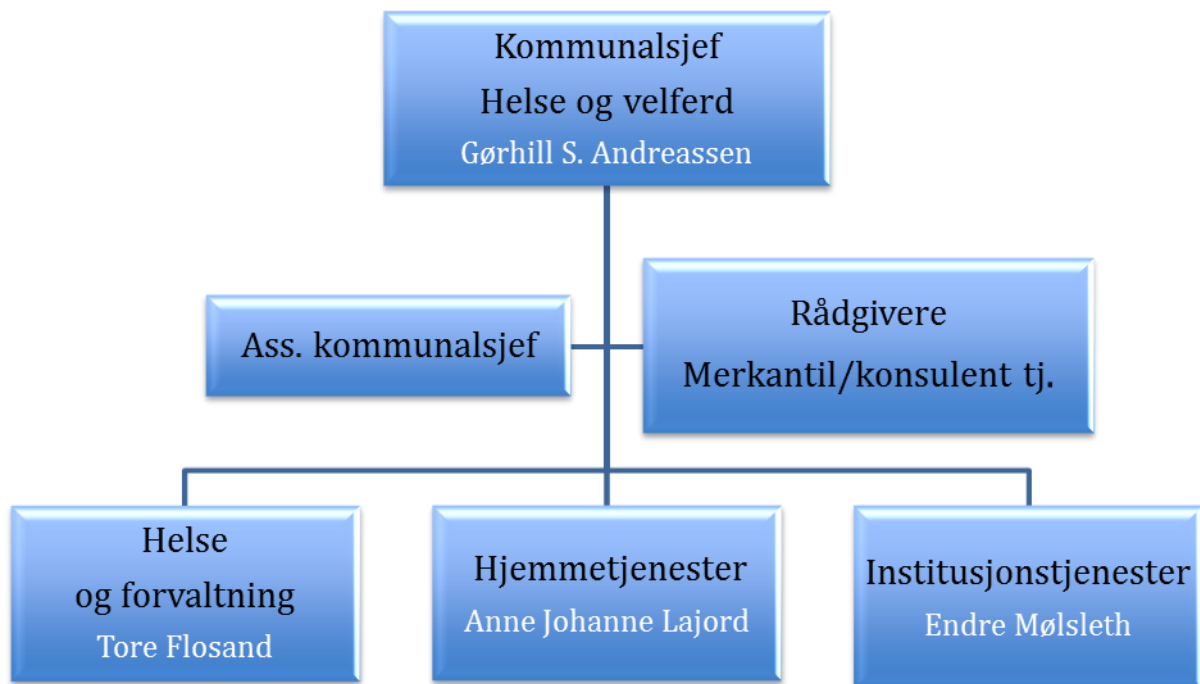 Kommunalsjef
Helse og velferd
Gørhill S. Andreassen
Ass. kommunalsjef
Rådgivere
Merkantil/konsulent tj.
Helse
og forvaltning
Tore Flosand
Hjemmetjenester
Anne Johanne Lajord
Institusjonstjenester
Endre Mølsleth